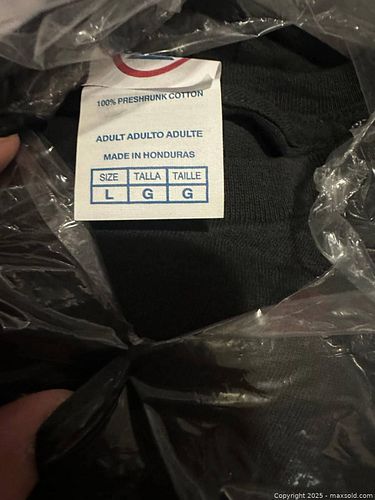 100% PRESHRUNK COTTON
ADULT ADULTO ADULTE
MADE IN HONDURAS
SIZE TALLA TAILLE
L G G
Copyright 2025 - maxsold.com